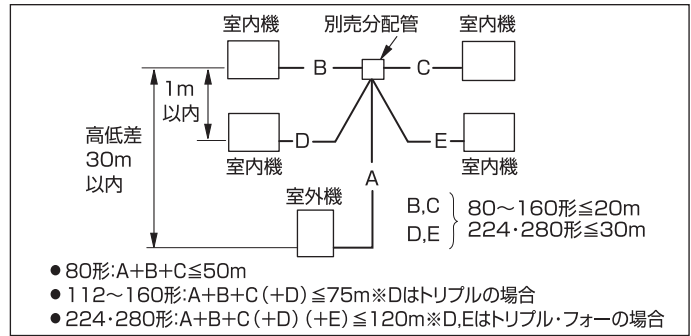 室内機
別売分配管
室内機
B
C
1m
以内
高低差
30m
以内
D
E
室内機
室内機
A
室外機
B,C
D,E
80～160形≦20m
224・280形≦30m
●80形:A+B+C≦50m
●112～160形:A+B+C(+D)≦75m※Dはトリプルの場合
●224・280形:A+B+C(+D)(+E)≦120m※D,Eはトリプル・フォーの場合